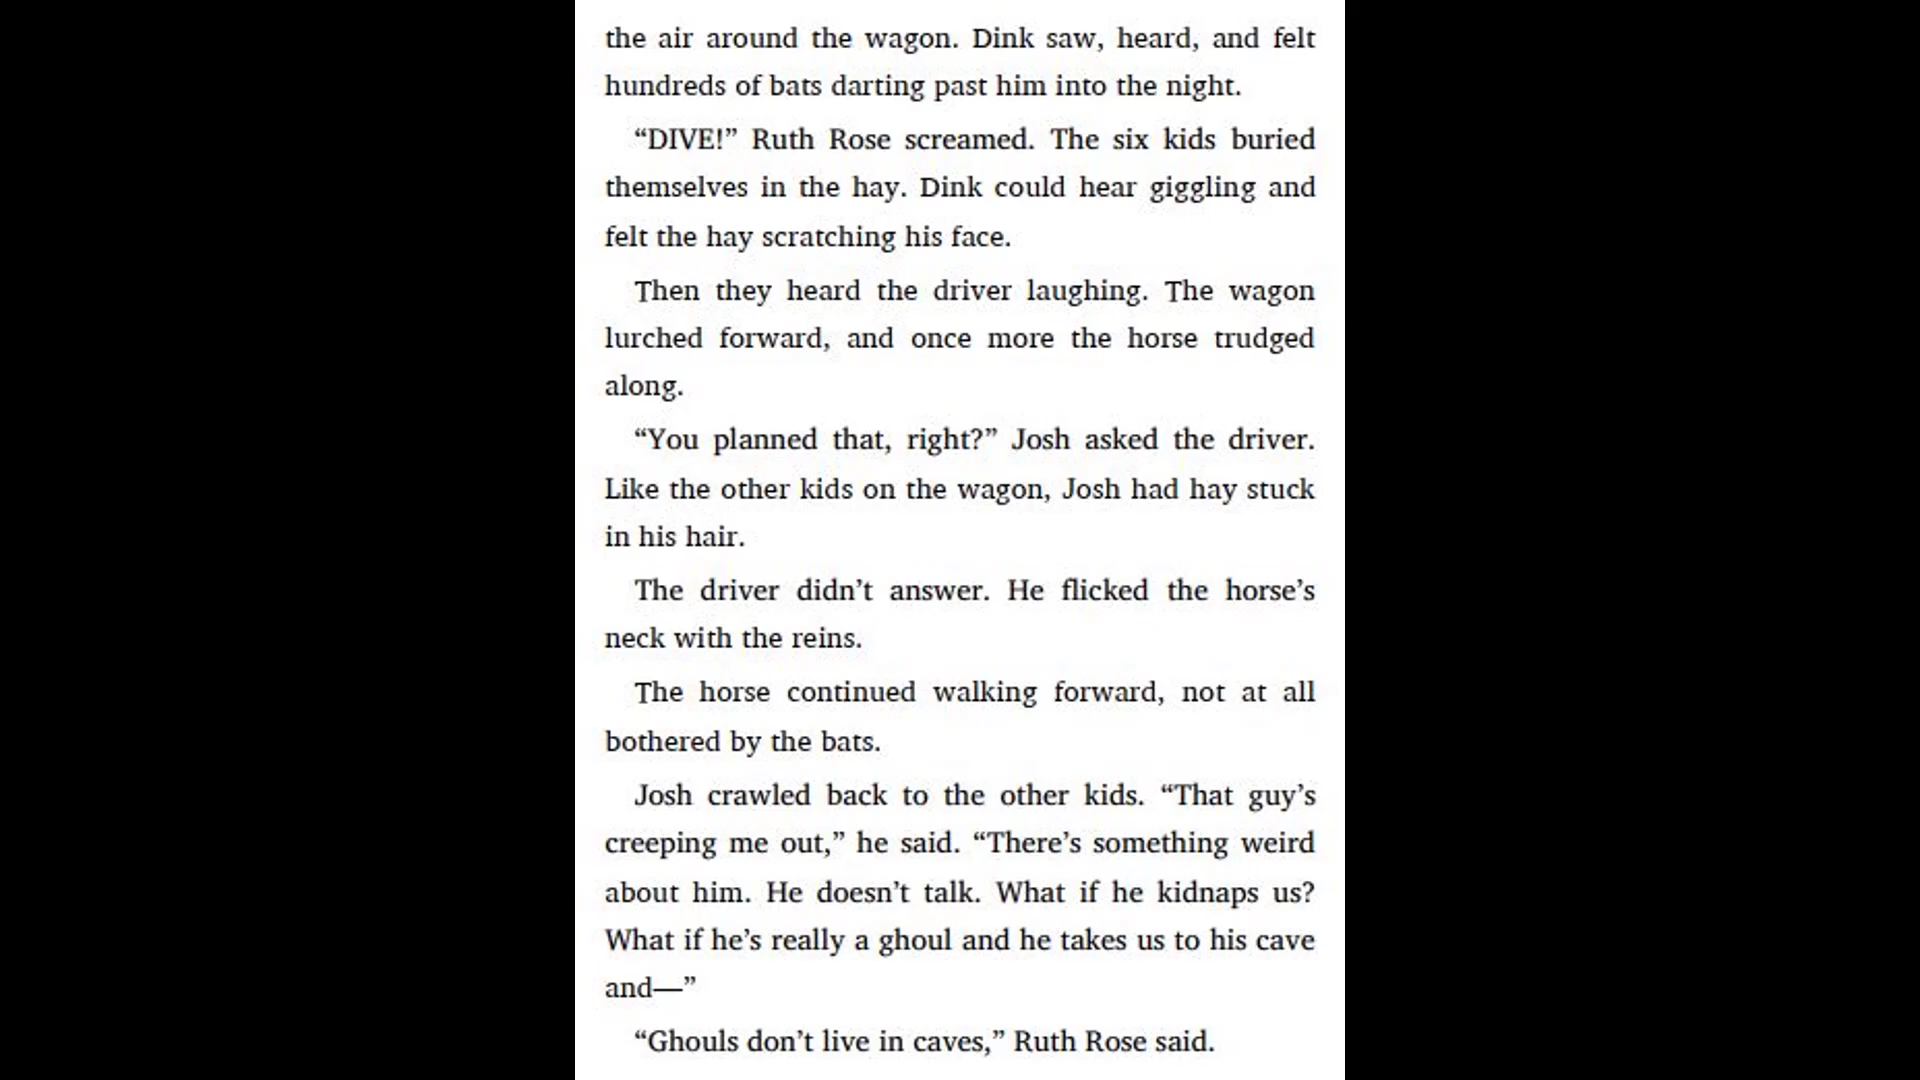 the air around the wagon. Dink saw, heard, and felt
hundreds of bats darting past him into the night.
“DIVE!” Ruth Rose screamed. The six kids buried
themselves in the hay. Dink could hear giggling and
felt the hay scratching his face.
Then they heard the driver laughing. The wagon
lurched forward, and once more the horse trudged
along.
“You planned that, right?” Josh asked the driver.
Like the other kids on the wagon, Josh had hay stuck
in his hair.
The driver didn’t answer. He flicked the horse’s
neck with the reins.
The horse continued walking forward, not at all
bothered by the bats.
Josh crawled back to the other kids. “That guy’s
creeping me out,” he said. “There’s something weird
about him. He doesn’t talk. What if he kidnaps us?
What if he’s really a ghoul and he takes us to his cave
and—”
“Ghouls don’t live in caves,” Ruth Rose said.